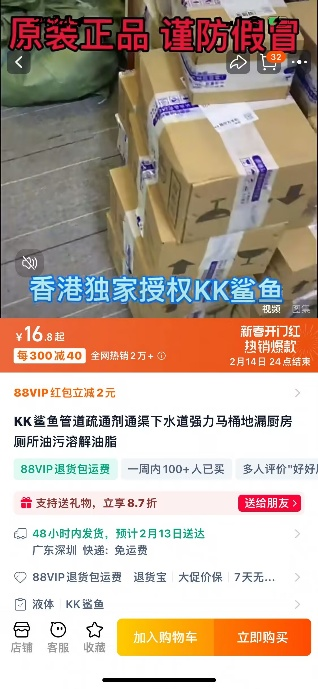 原装正品 谨防假冒
32
香港独家授权KK鲨鱼
视频 图集
¥16.8起
每300减40 全网热销2万+
新春开门红
热销爆款
2月14日 24点结束
88VIP红包立减2元
KK鲨鱼管道疏通剂通渠下水道强力马桶地漏厨房
厕所油污溶解油脂
88VIP退货包运费 一周内100+人已买 多人评价"好好用
支持送礼物，立享8.7折 送给朋友
48小时内发货，预计2月13日送达
广东深圳 快递：免运费
88VIP退货包运费 退货宝 大促价保 7天无...
液体 KK鲨鱼
店铺 客服 收藏 加入购物车 立即购买